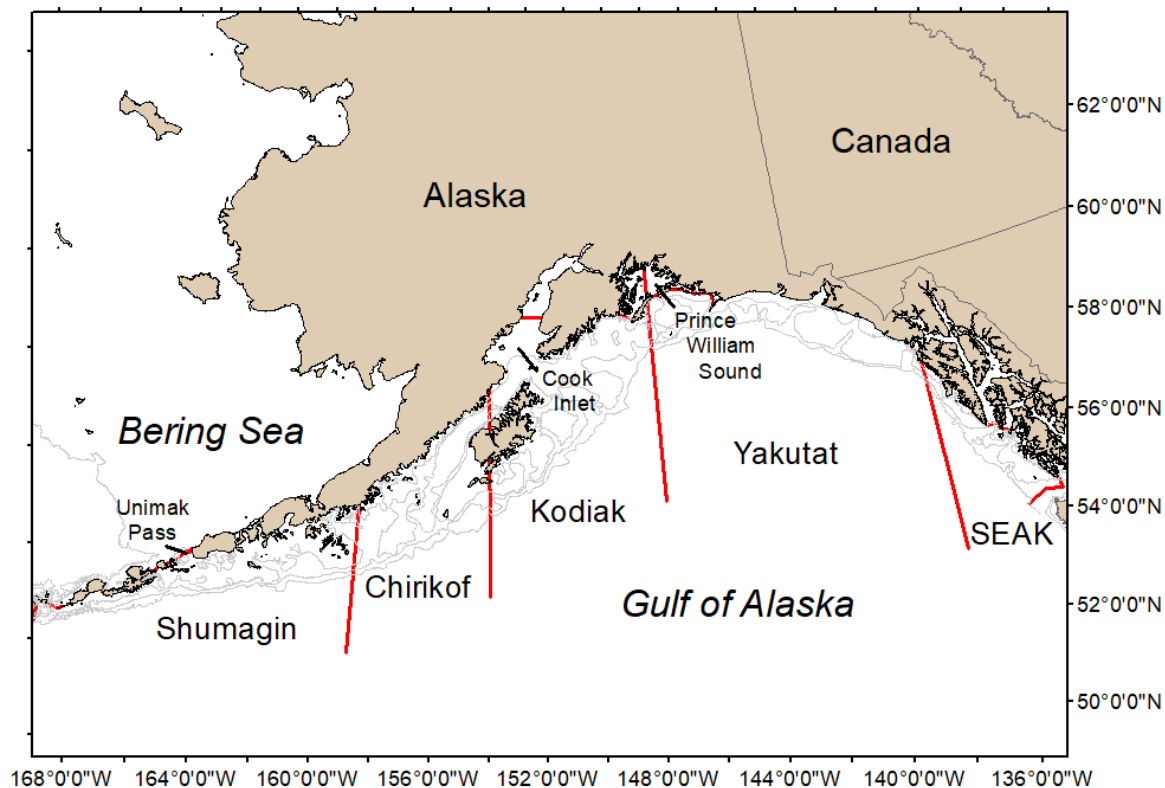 62°0'0"N
Canada
Alaska
60°0'0"N
58°0'0"N
Prince
William
Sound
Cook
Inlet
56°0'0"N
Bering Sea
Yakutat
Unimak
Pass
Kodiak
54°0'0"N
SEAK
Chirikof
Gulf of Alaska
52°0'0"N
Shumagin
50°0'0"N
168°0'0"W 164°0'0"W 160°0'0"W 156°0'0"W 152°0'0"W 148°0'0"W 144°0'0"W 140°0'0"W 136°0'0"W